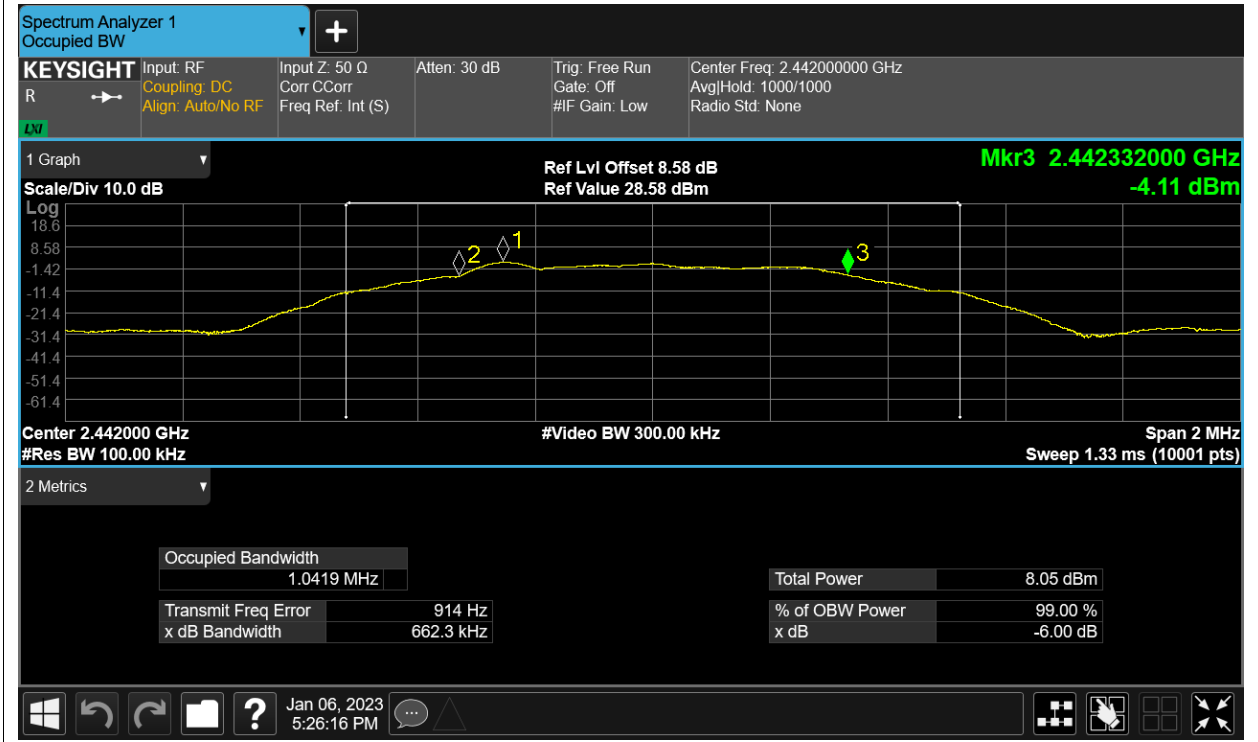 Spectrum Analyzer 1
Occupied BW
KEYSIGHT
R
LXI
Input: RF
Coupling: DC
Align: Auto/No RF
Input Z: 50 Ω
Corr CCorr
Freq Ref: Int (S)
Atten: 30 dB
Trig: Free Run
Gate: Off
#IF Gain: Low
Center Freq: 2.442000000 GHz
Avg|Hold: 1000/1000
Radio Std: None
1 Graph
Scale/Div 10.0 dB
Ref Lvl Offset 8.58 dB
Ref Value 28.58 dBm
Mkr3 2.442332000 GHz
-4.11 dBm
Log
18.6
8.58
-1.42
-11.4
-21.4
-31.4
-41.4
-51.4
-61.4
2
1
3
Center 2.442000 GHz
#Video BW 300.00 kHz
Span 2 MHz
#Res BW 100.00 kHz
Sweep 1.33 ms (10001 pts)
2 Metrics
Occupied Bandwidth
1.0419 MHz
Transmit Freq Error 914 Hz
x dB Bandwidth 662.3 kHz
Total Power 8.05 dBm
% of OBW Power 99.00 %
x dB -6.00 dB
?
Jan 06, 2023
5:26:16 PM